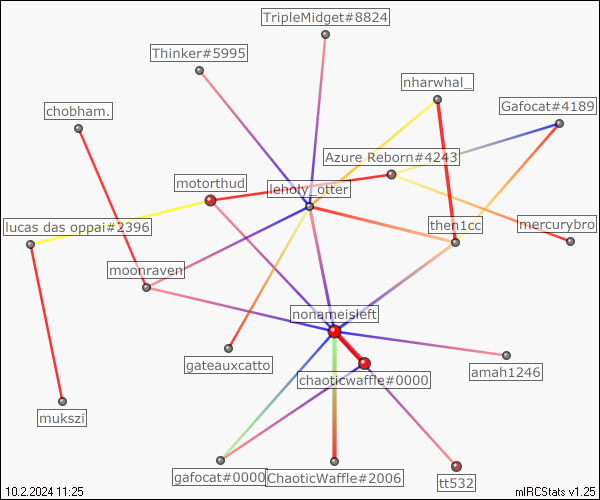 TripleMidget#8824
Thinker#5995
nharwhal_
chobham.
Gafocat#4189
Azure Reborn#4243
motorthud
leholy_otter
lucas das oppai#2396
then1cc
mercurybro
moonraven
nonameisleft
gateauxcatto
chaoticwaffle#0000
amah1246
mukszi
gafocat#0000
ChaoticWaffle#2006
tt532
10.2.2024 11:25
mIRCStats v1.25